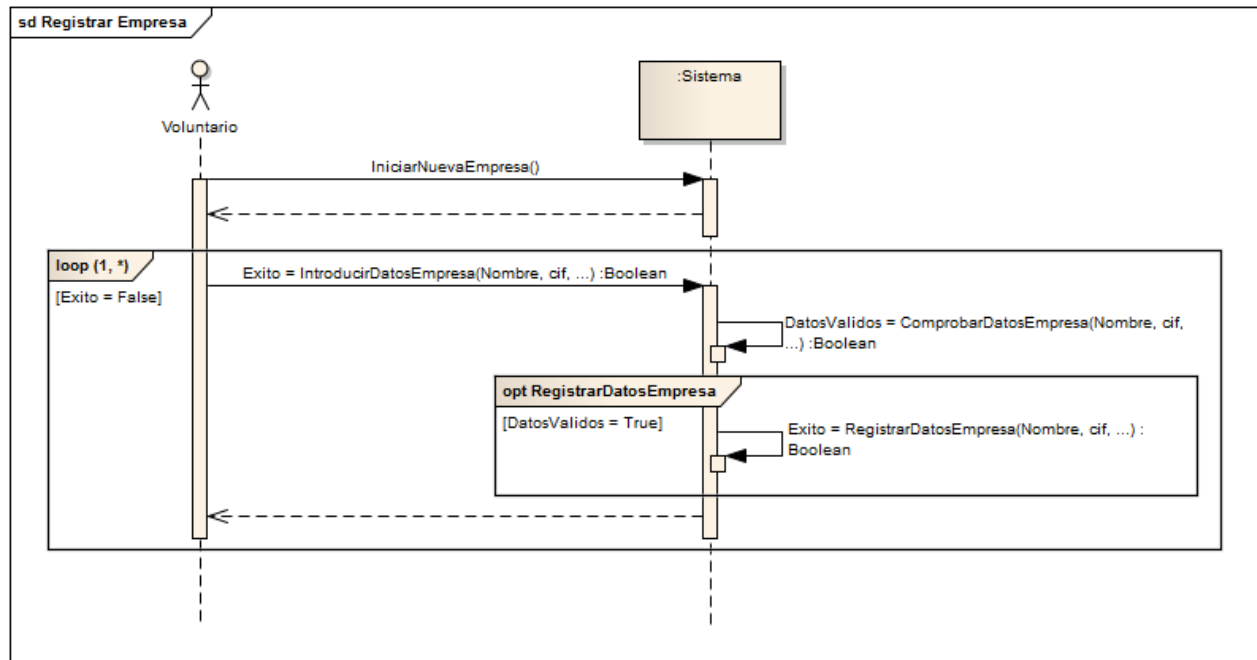 sd Registrar Empresa
:Sistema
Voluntario
IniciarNuevaEmpresa()
loop (1, *)
[Exito = False]
Exito = IntroducirDatosEmpresa(Nombre, cif, ...) :Boolean
DatosValidos = ComprobarDatosEmpresa(Nombre, cif,
...) :Boolean
opt RegistrarDatosEmpresa
[DatosValidos = True]
Exito = RegistrarDatosEmpresa(Nombre, cif, ...) :
Boolean